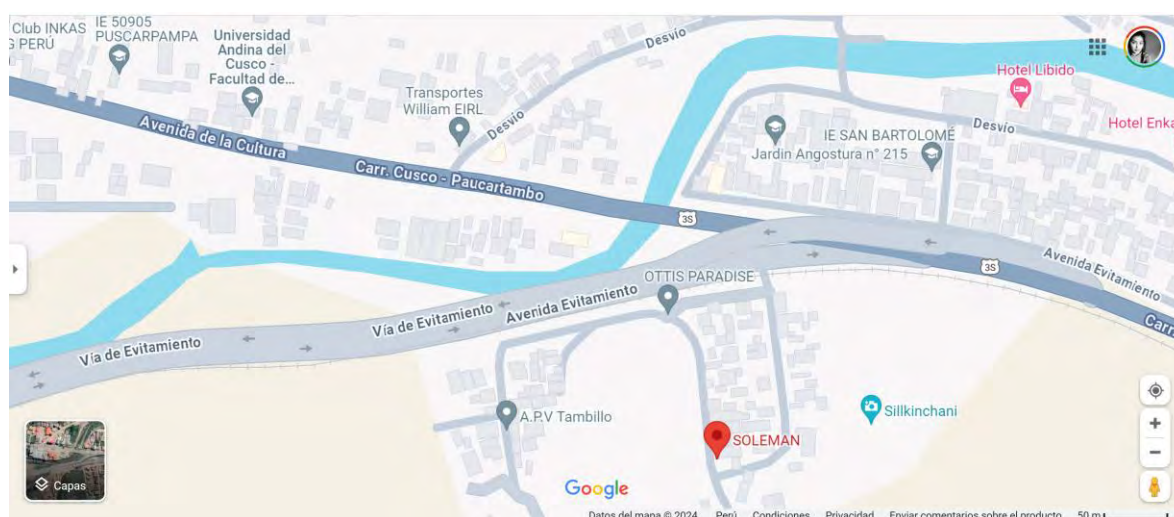 Club INKAS
G PERÚ
IE 50905
PUSCARPAMPA
Universidad
Andina del
Cusco -
Facultad de...
Transportes
William EIRL
Desvío
Desvío
Avenida de la Cultura
Carr. Cusco - Paucartambo
3S
Hotel Libido
Hotel Enka
Desvío
IE SAN BARTOLOMÉ
Jardin Angostura n° 215
Avenida Evitamiento
3S
Carr
OTTIS PARADISE
Vía de Evitamiento
Avenida Evitamiento
Vía de Evitamiento
A.P.V Tambillo
SOLEMAN
Sillkinchani
Capas
Google
Datos del mapa © 2024 Perú Condiciones Privacidad Enviar comentarios sobre el producto 50 m